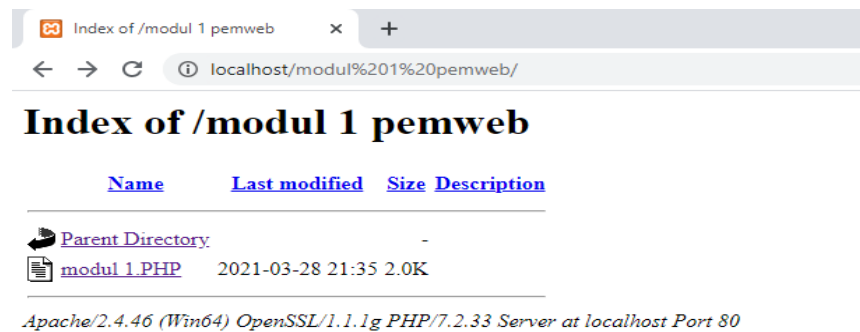 Index of /modul 1 pemweb
localhost/modul%201%20pemweb/
Index of /modul 1 pemweb
Name Last modified Size Description
Parent Directory -
modul 1.PHP 2021-03-28 21:35 2.0K
Apache/2.4.46 (Win64) OpenSSL/1.1.1g PHP/7.2.33 Server at localhost Port 80